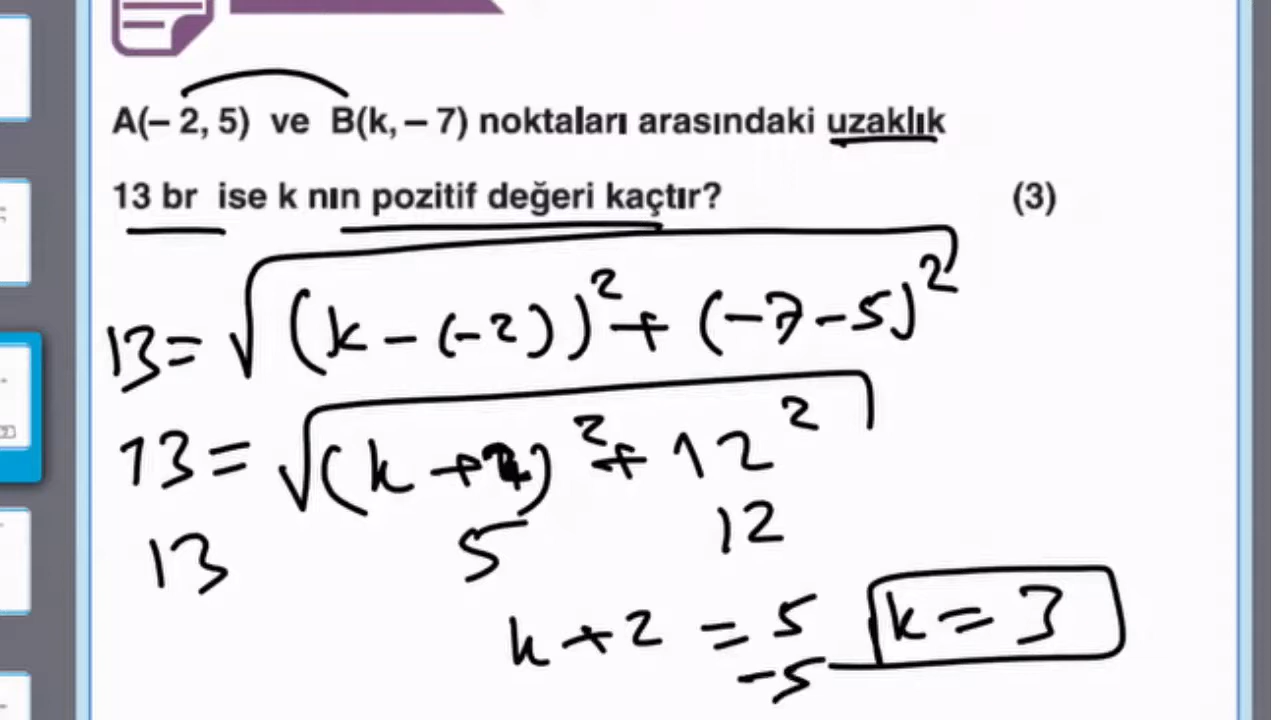 A(– 2, 5) ve B(k, – 7) noktaları arasındaki uzaklık
13 br ise k nın pozitif değeri kaçtır? (3)
13 = √(k – (–2))² + (–7 – 5)²
13 = √(k + 2)² + 12²
13 5 12
k + 2 = 5 k = 3
–5